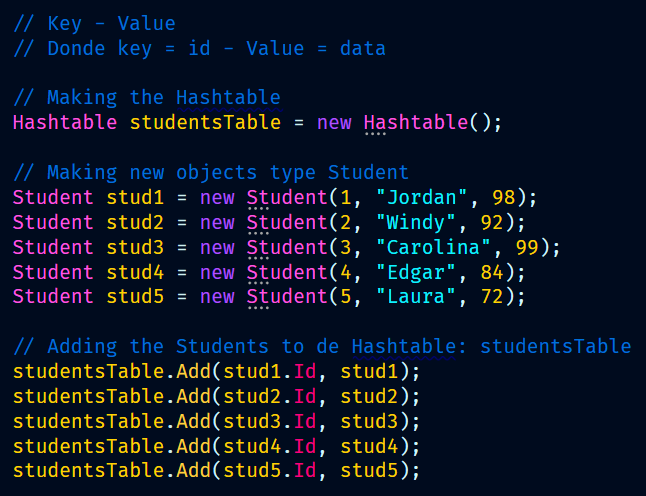 // Key - Value
// Donde key = id - Value = data
// Making the Hashtable
Hashtable studentsTable = new Hashtable();
// Making new objects type Student
Student stud1 = new Student(1, "Jordan", 98);
Student stud2 = new Student(2, "Windy", 92);
Student stud3 = new Student(3, "Carolina", 99);
Student stud4 = new Student(4, "Edgar", 84);
Student stud5 = new Student(5, "Laura", 72);
// Adding the Students to de Hashtable: studentsTable
studentsTable.Add(stud1.Id, stud1);
studentsTable.Add(stud2.Id, stud2);
studentsTable.Add(stud3.Id, stud3);
studentsTable.Add(stud4.Id, stud4);
studentsTable.Add(stud5.Id, stud5);